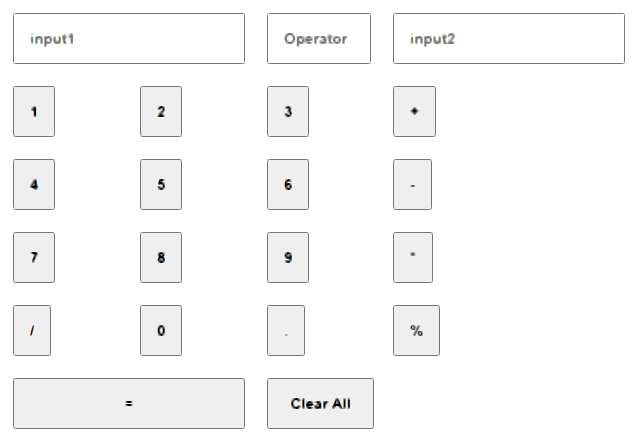 input1 Operator input2
1 2 3 +
4 5 6 -
7 8 9 *
/ 0 . %
= Clear All